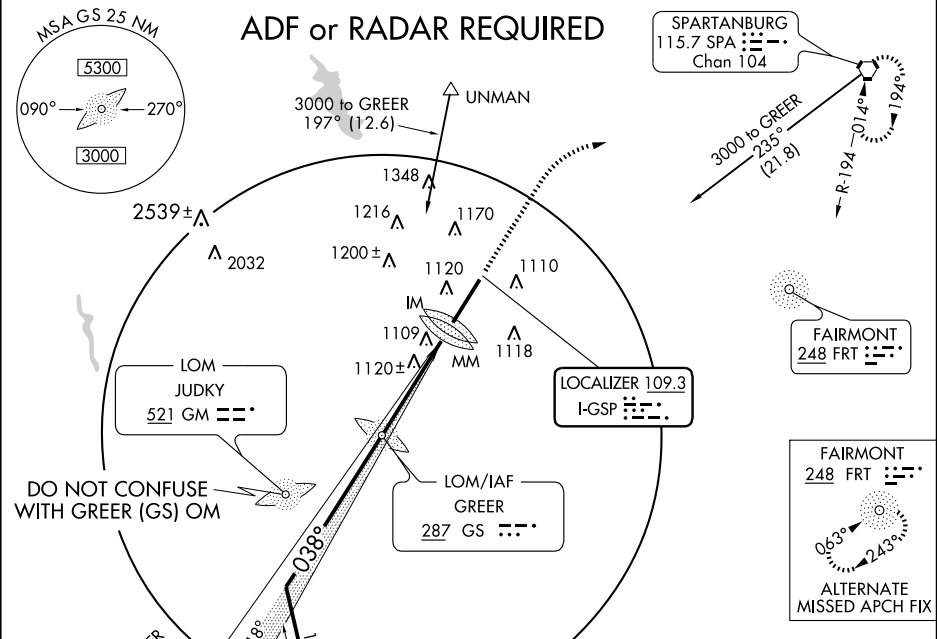 ADF or RADAR REQUIRED
MSA GS 25 NM
5300
090°
270°
3000
SPARTANBURG
115.7 SPA
Chan 104
3000 to GREER
197° (12.6)
UNMAN
3000 to GREER
235°
(21.8)
R-194
014°
194°
1348
2539±
1216
1170
2032
1200±
1120
1110
IM
1109
1118
1120±
MM
FAIRMONT
248 FRT
LOM
JUDKY
521 GM
LOCALIZER 109.3
I-GSP
DO NOT CONFUSE
WITH GREER (GS) OM
LOM/IAF
GREER
287 GS
038°
FAIRMONT
248 FRT
063°
243°
ALTERNATE
MISSED APCH FIX